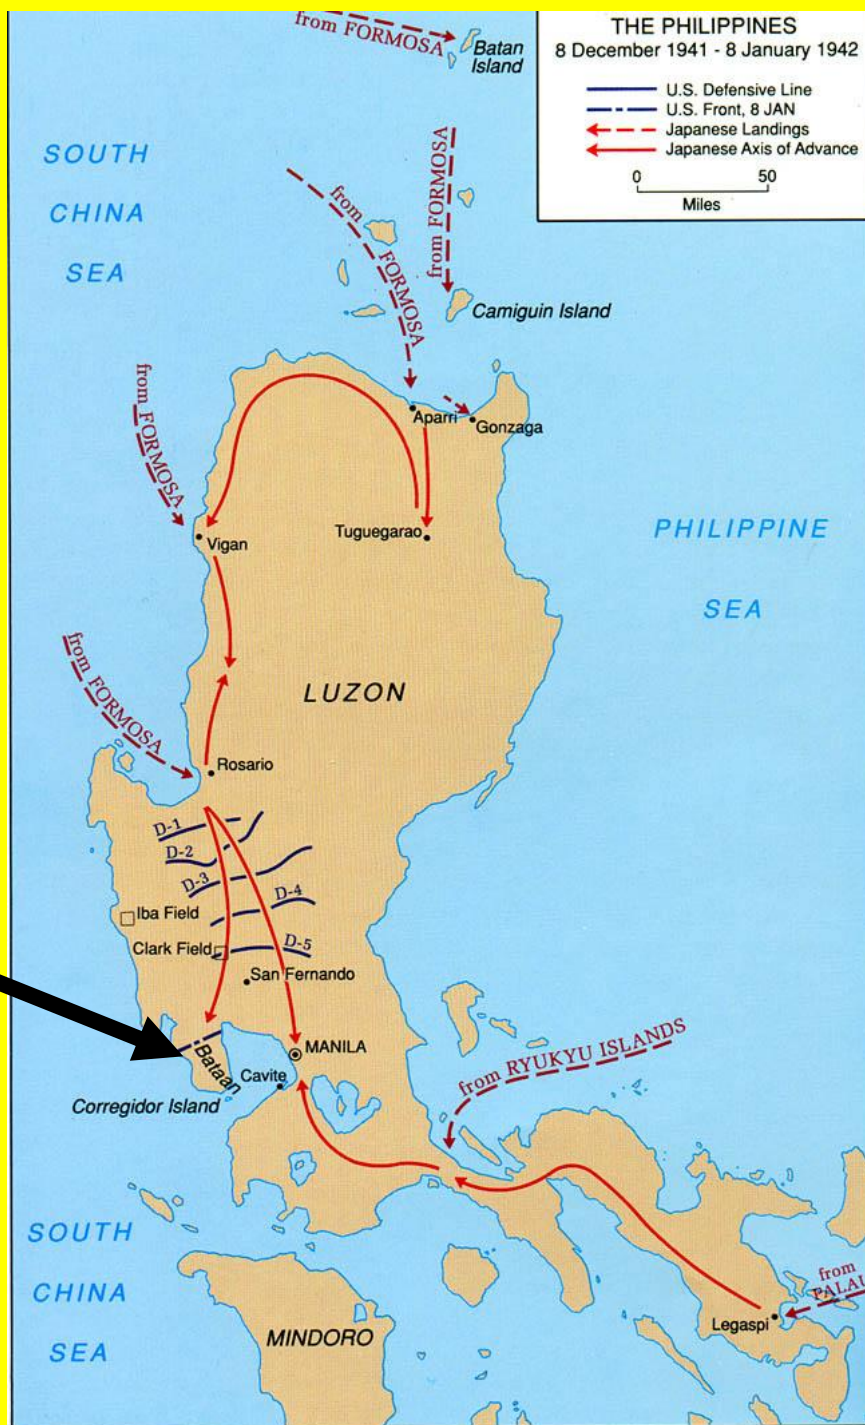 THE PHILIPPINES
8 December 1941 - 8 January 1942
U.S. Defensive Line
U.S. Front, 8 JAN
Japanese Landings
Japanese Axis of Advance
0 50
Miles
from FORMOSA
Batan
Island
SOUTH
CHINA
SEA
from FORMOSA
from FORMOSA
Camiguin Island
from FORMOSA
Aparri
Gonzaga
Vigan
Tuguegarao
PHILIPPINE
SEA
from FORMOSA
LUZON
Rosario
D-1
D-2
D-3
D-4
Iba Field
Clark Field
D-5
San Fernando
MANILA
Bataan
Cavite
Corregidor Island
from RYUKYU ISLANDS
SOUTH
CHINA
SEA
MINDORO
from
PALAU
Legaspi